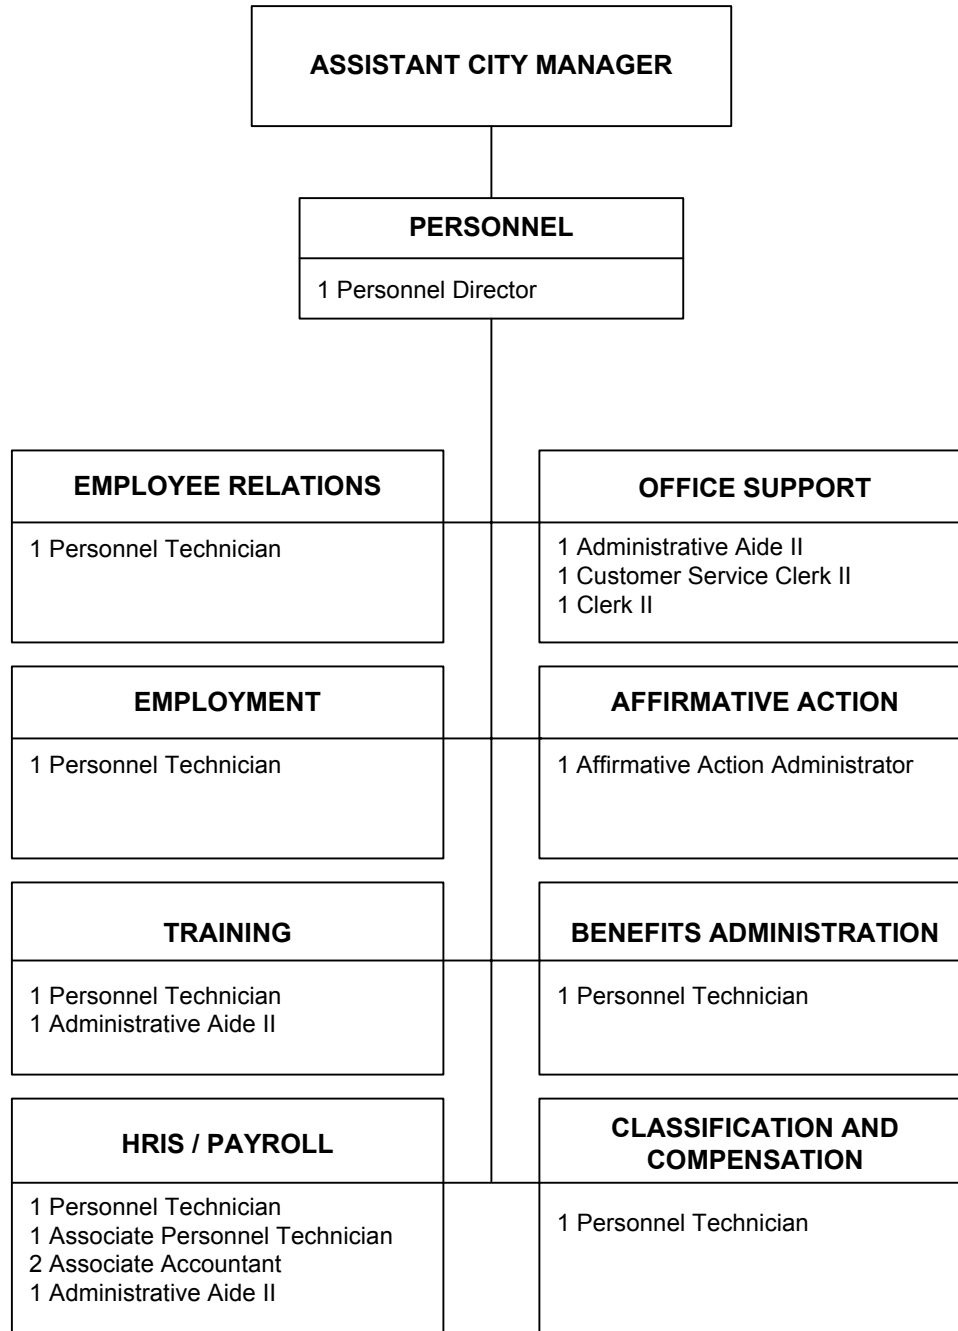 ASSISTANT CITY MANAGER
PERSONNEL
1 Personnel Director
EMPLOYEE RELATIONS
1 Personnel Technician
OFFICE SUPPORT
1 Administrative Aide II
1 Customer Service Clerk II
1 Clerk II
EMPLOYMENT
1 Personnel Technician
AFFIRMATIVE ACTION
1 Affirmative Action Administrator
TRAINING
1 Personnel Technician
1 Administrative Aide II
BENEFITS ADMINISTRATION
1 Personnel Technician
HRIS / PAYROLL
1 Personnel Technician
1 Associate Personnel Technician
2 Associate Accountant
1 Administrative Aide II
CLASSIFICATION AND
COMPENSATION
1 Personnel Technician